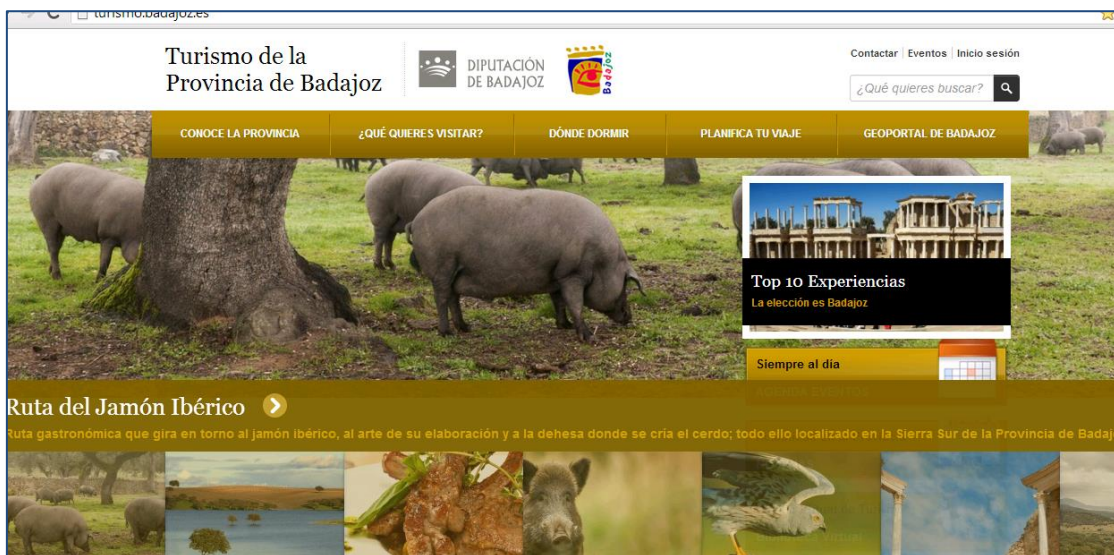 turismo.badajoz.es
Turismo de la
Provincia de Badajoz
DIPUTACIÓN
DE BADAJOZ
Badajoz
Contactar Eventos Inicio sesión
¿Qué quieres buscar?
CONOCE LA PROVINCIA ¿QUÉ QUIERES VISITAR? DÓNDE DORMIR PLANIFICA TU VIAJE GEOPORTAL DE BADAJOZ
Top 10 Experiencias
La elección es Badajoz
Siempre al día
AGENDA EVENTOS
Ruta del Jamón Ibérico
Ruta gastronómica que gira en torno al jamón ibérico, al arte de su elaboración y a la dehesa donde se cría el cerdo; todo ello localizado en la Sierra Sur de la Provincia de Badaj